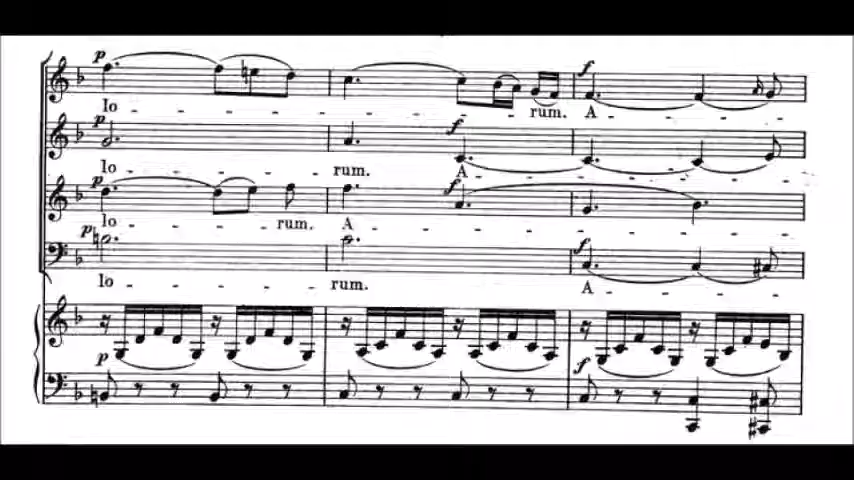 p
lo - - - - - - - - rum. A - - - -
p f
lo - - - - - rum. A - - - - - -
p f
lo - - - - rum. A - - - - - - - -
p f
lo - - - - - rum. A - - - -
p f